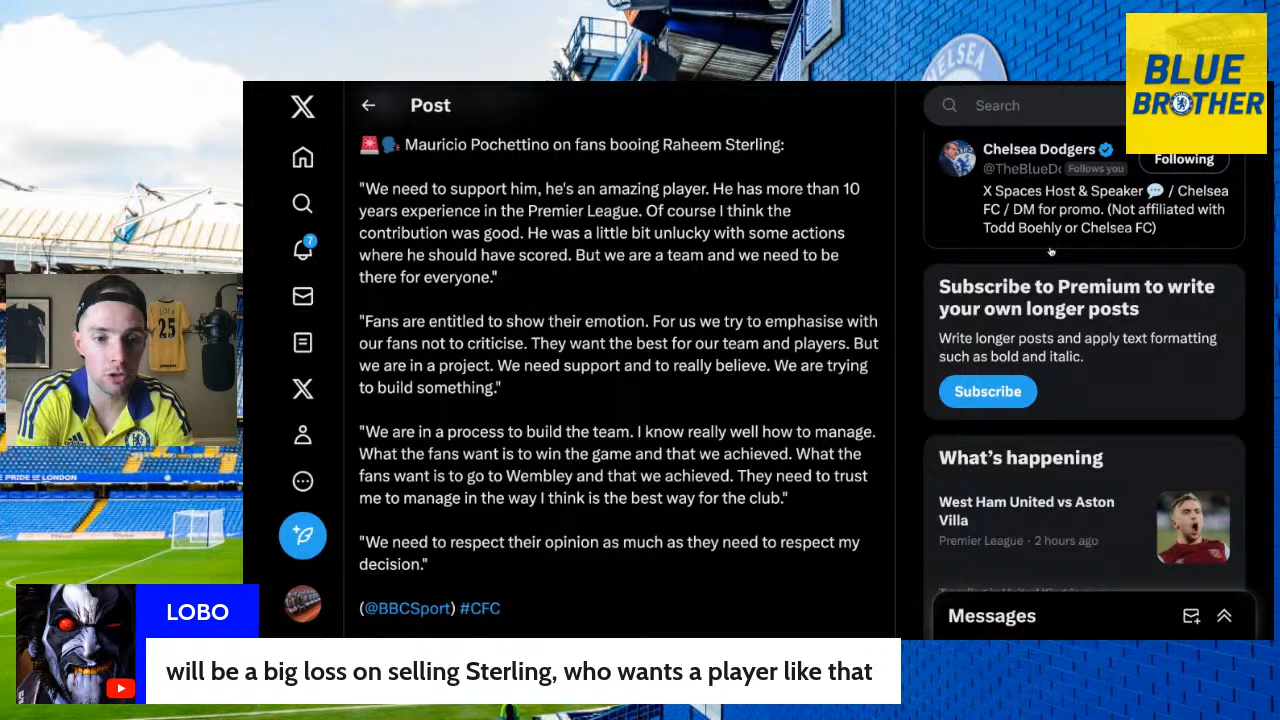 BLUE
BROTHER
CHELSEA
Post
Search
🚨🗣️ Mauricio Pochettino on fans booing Raheem Sterling:
"We need to support him, he's an amazing player. He has more than 10
years experience in the Premier League. Of course I think the
contribution was good. He was a little bit unlucky with some actions
where he should have scored. But we are a team and we need to be
there for everyone."
"Fans are entitled to show their emotion. For us we try to emphasise with
our fans not to criticise. They want the best for our team and players. But
we are in a project. We need support and to really believe. We are trying
to build something."
"We are in a process to build the team. I know really well how to manage.
What the fans want is to win the game and that we achieved. What the
fans want is to go to Wembley and that we achieved. They need to trust
me to manage in the way I think is the best way for the club."
"We need to respect their opinion as much as they need to respect my
decision."
(@BBCSport) #CFC
7
Chelsea Dodgers
@TheBlueDo Follows you
Following
X Spaces Host & Speaker 💬 / Chelsea
FC / DM for promo. (Not affiliated with
Todd Boehly or Chelsea FC)
Subscribe to Premium to write
your own longer posts
Write longer posts and apply text formatting
such as bold and italic.
Subscribe
What's happening
West Ham United vs Aston
Villa
Premier League · 2 hours ago
Messages
25
PRIDE OF LONDON
LOBO
will be a big loss on selling Sterling, who wants a player like that